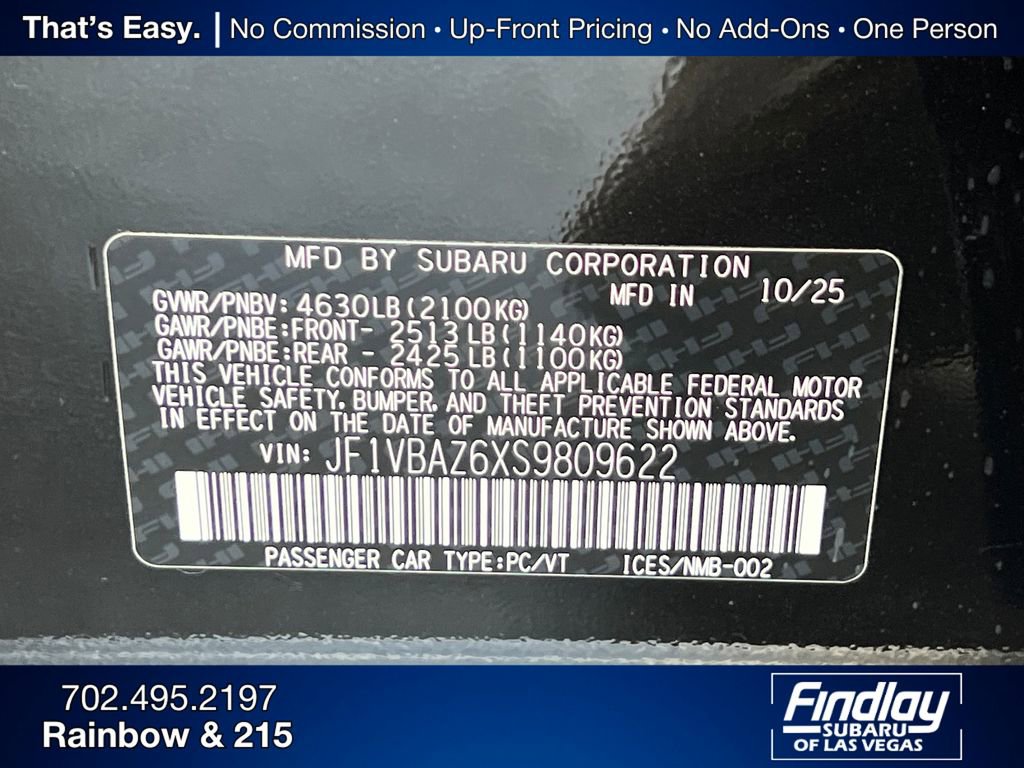 That's Easy. | No Commission • Up-Front Pricing • No Add-Ons • One Person
MFD BY SUBARU CORPORATION
MFD IN 10/25
GVWR/PNBV: 4630LB(2100KG)
GAWR/PNBE:FRONT- 2513LB(1140KG)
GAWR/PNBE:REAR - 2425LB(1100KG)
THIS VEHICLE CONFORMS TO ALL APPLICABLE FEDERAL MOTOR
VEHICLE SAFETY, BUMPER, AND THEFT PREVENTION STANDARDS
IN EFFECT ON THE DATE OF MANUFACTURE SHOWN ABOVE.
VIN: JF1VBAZ6XS9809622
PASSENGER CAR TYPE:PC/VT ICES/NMB-002
702.495.2197
Rainbow & 215
Findlay
SUBARU
OF LAS VEGAS